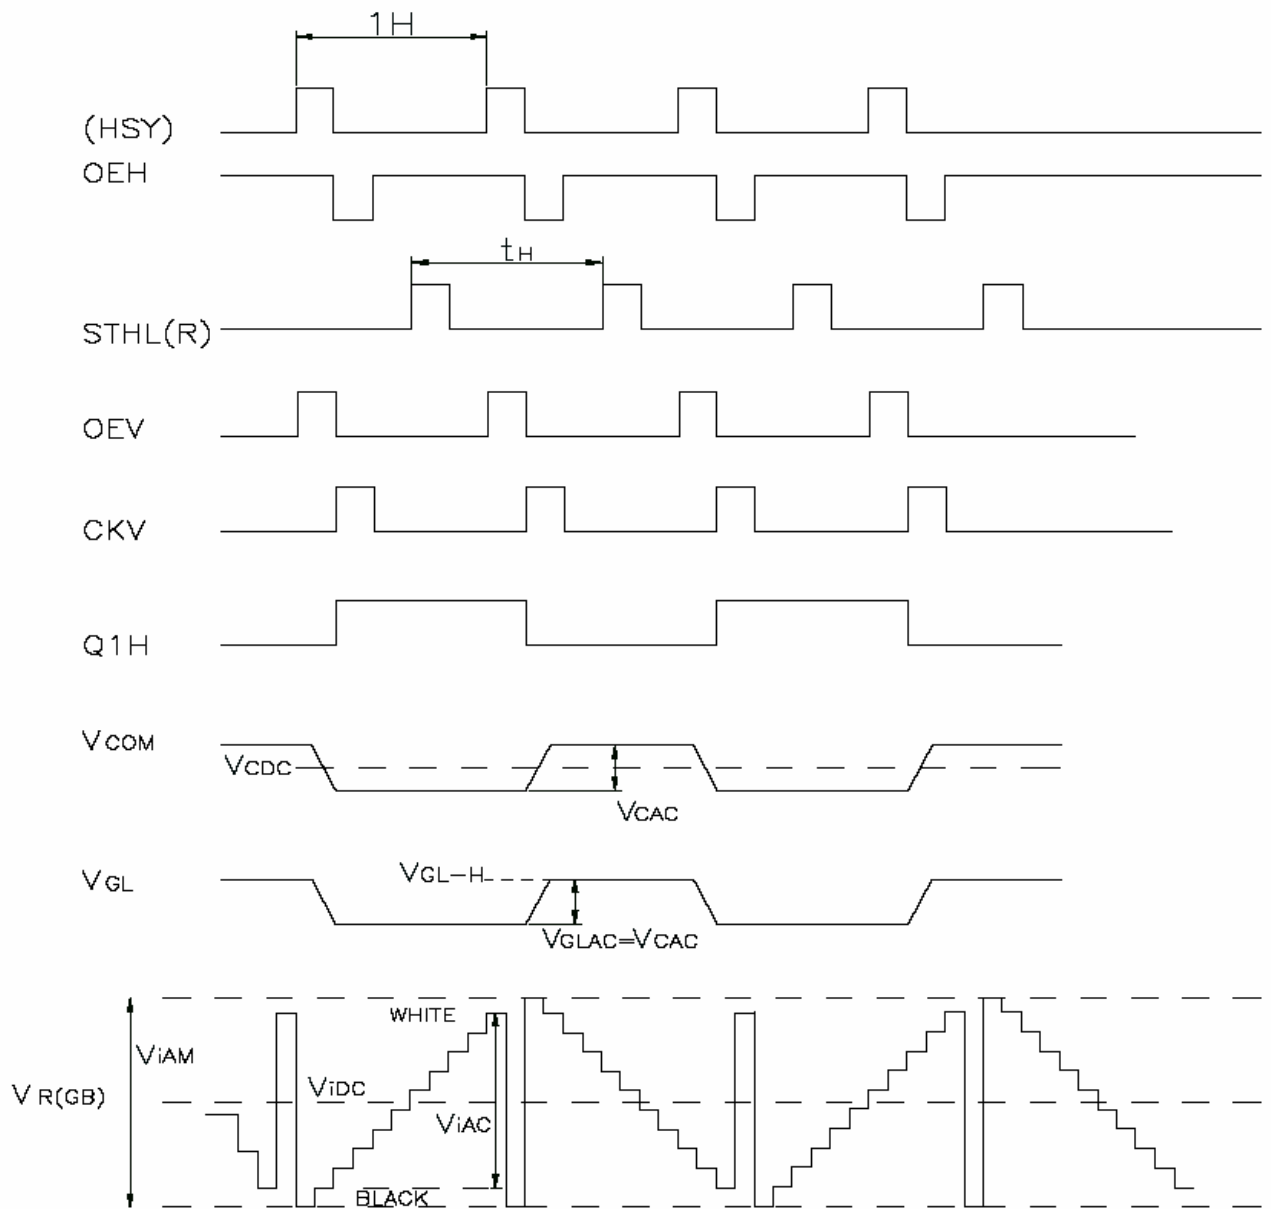 1H
(HSY)
OEH
tH
STHL(R)
OEV
CKV
Q1H
VCOM
VCDC
VCAC
VGL
VGL-H
VGLAC=VCAC
WHITE
ViAM
ViDC
VR(GB)
ViAC
BLACK